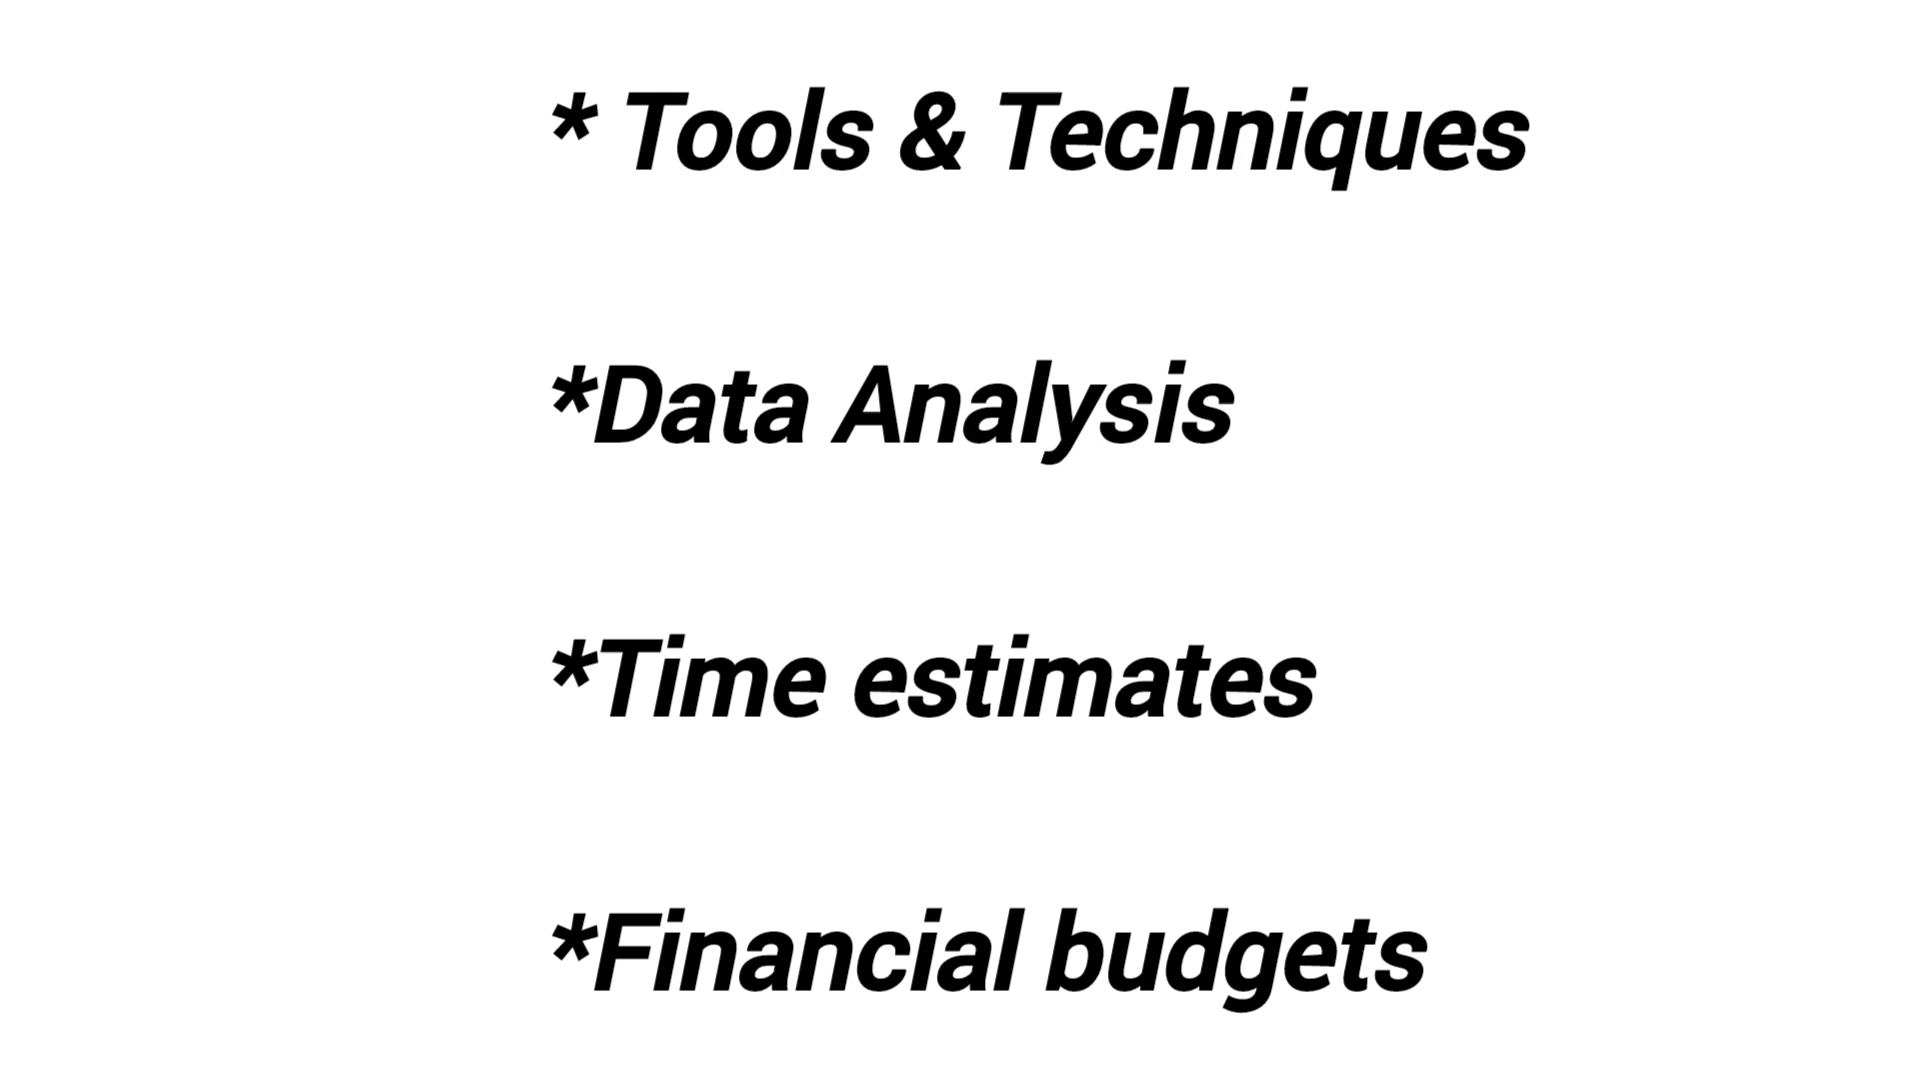 * Tools & Techniques
*Data Analysis
*Time estimates
*Financial budgets